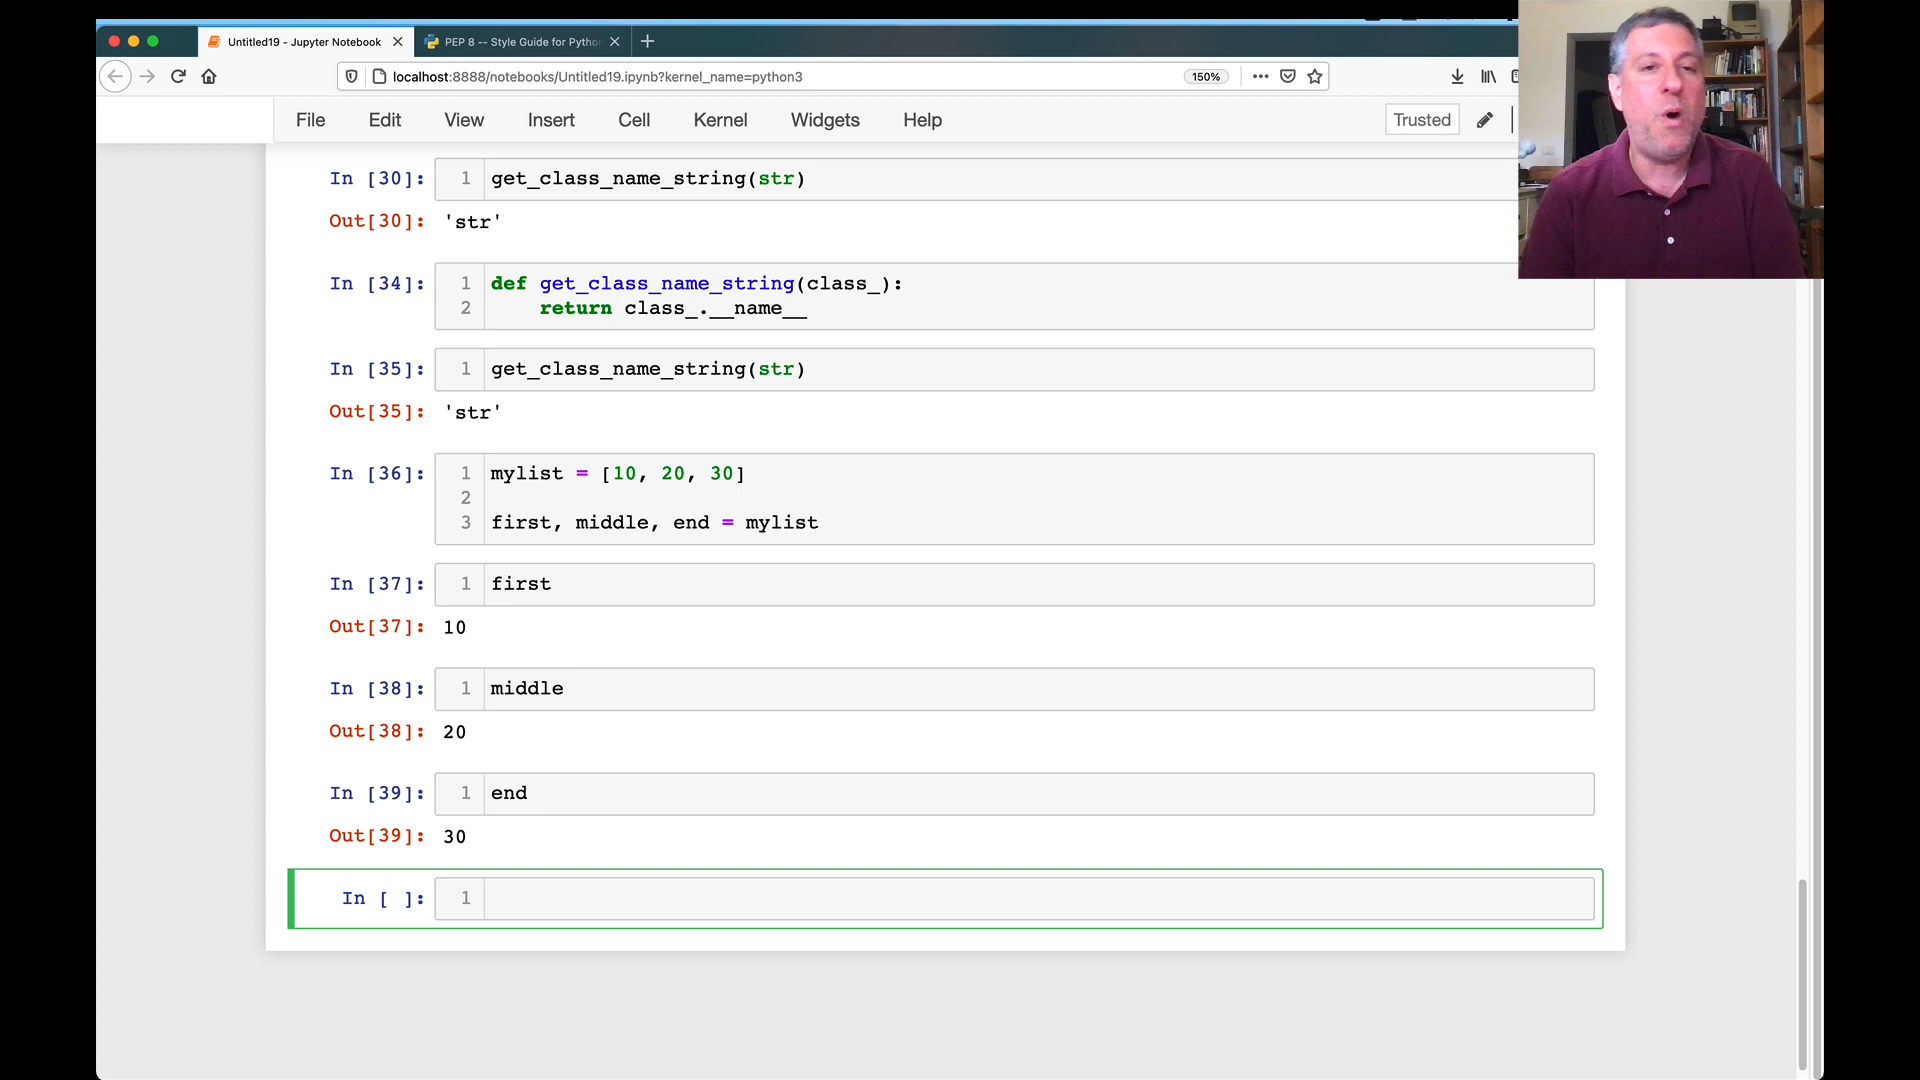 Untitled19 - Jupyter Notebook
PEP 8 -- Style Guide for Python
localhost:8888/notebooks/Untitled19.ipynb?kernel_name=python3
150%
File Edit View Insert Cell Kernel Widgets Help
Trusted
In [30]: 1 get_class_name_string(str)
Out[30]: 'str'
In [34]: 1 def get_class_name_string(class_):
2 return class_.__name__
In [35]: 1 get_class_name_string(str)
Out[35]: 'str'
In [36]: 1 mylist = [10, 20, 30]
2
3 first, middle, end = mylist
In [37]: 1 first
Out[37]: 10
In [38]: 1 middle
Out[38]: 20
In [39]: 1 end
Out[39]: 30
In [ ]: 1